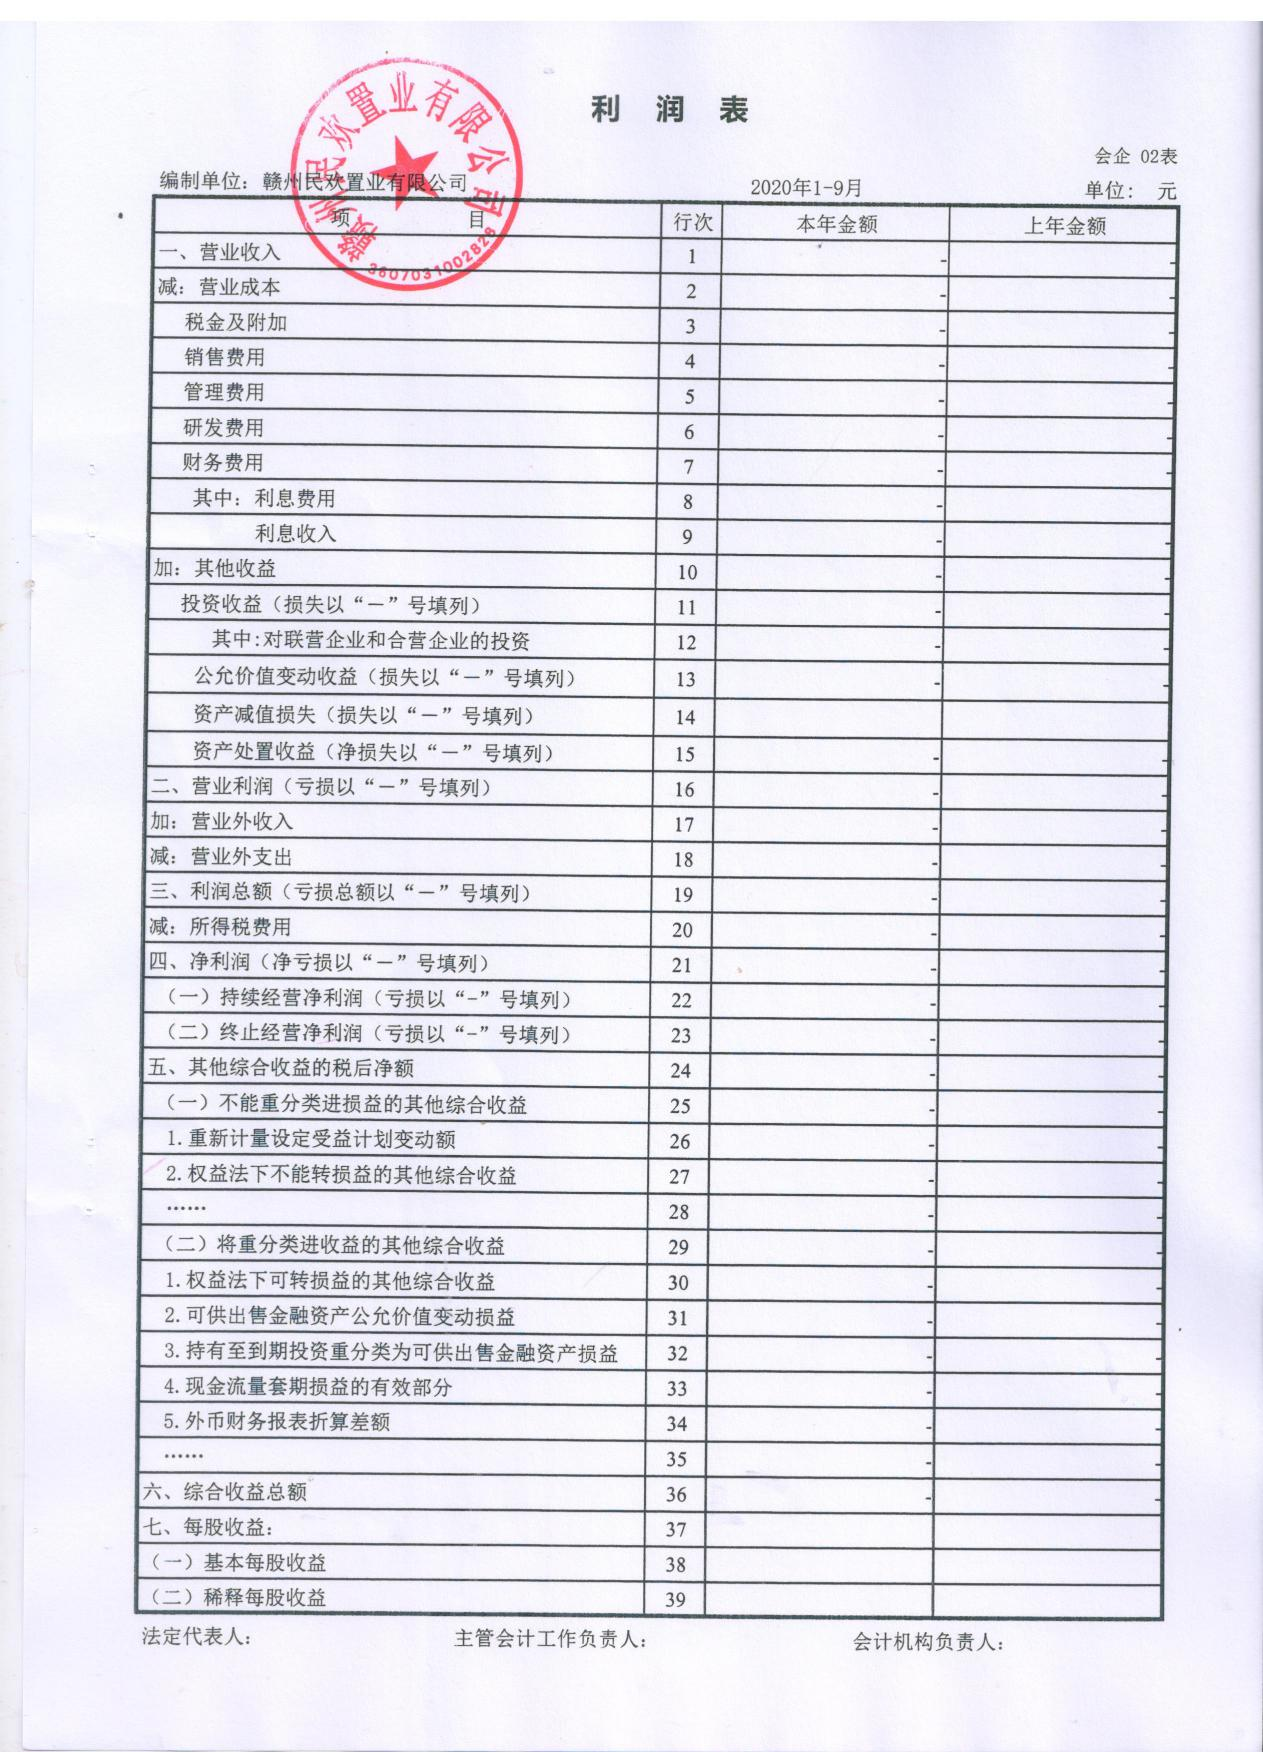 赣州民欢置业有限公司
3607031002828
利 润 表
会企 02表
编制单位：赣州民欢置业有限公司 2020年1-9月 单位： 元
项 目 行次 本年金额 上年金额
一、营业收入 1 - -
减：营业成本 2 - -
税金及附加 3 - -
销售费用 4 - -
管理费用 5 - -
研发费用 6 - -
财务费用 7 - -
其中：利息费用 8 - -
利息收入 9 - -
加：其他收益 10 - -
投资收益（损失以“－”号填列） 11 - -
其中:对联营企业和合营企业的投资 12 - -
公允价值变动收益（损失以“－”号填列） 13 - -
资产减值损失（损失以“－”号填列） 14
资产处置收益（净损失以“－”号填列） 15 - -
二、营业利润（亏损以“－”号填列） 16 - -
加：营业外收入 17 - -
减：营业外支出 18 - -
三、利润总额（亏损总额以“－”号填列） 19 - -
减：所得税费用 20 - -
四、净利润（净亏损以“－”号填列） 21 - -
（一）持续经营净利润（亏损以“-”号填列） 22 - -
（二）终止经营净利润（亏损以“-”号填列） 23 - -
五、其他综合收益的税后净额 24 - -
（一）不能重分类进损益的其他综合收益 25 - -
1.重新计量设定受益计划变动额 26 - -
2.权益法下不能转损益的其他综合收益 27 - -
…… 28 - -
（二）将重分类进收益的其他综合收益 29 - -
1.权益法下可转损益的其他综合收益 30 - -
2.可供出售金融资产公允价值变动损益 31 - -
3.持有至到期投资重分类为可供出售金融资产损益 32 - -
4.现金流量套期损益的有效部分 33 - -
5.外币财务报表折算差额 34 - -
…… 35 - -
六、综合收益总额 36 - -
七、每股收益： 37
（一）基本每股收益 38
（二）稀释每股收益 39
法定代表人： 主管会计工作负责人： 会计机构负责人：